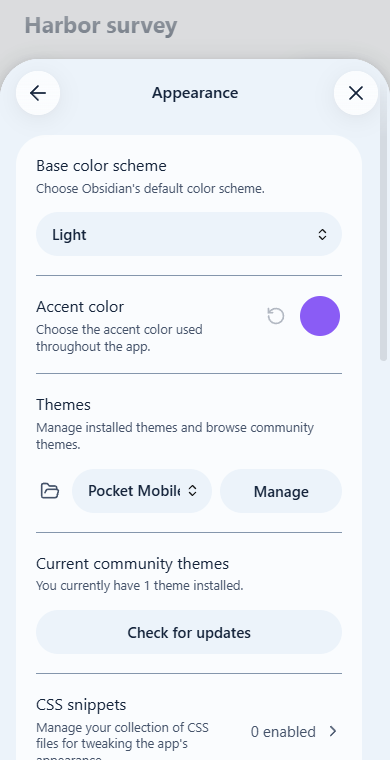 Harbor survey
Appearance
Base color scheme
Choose Obsidian's default color scheme.
Light
Accent color
Choose the accent color used
throughout the app.
Themes
Manage installed themes and browse community
themes.
Pocket Mobile
Manage
Current community themes
You currently have 1 theme installed.
Check for updates
CSS snippets
Manage your collection of CSS
files for tweaking the app's
appearance.
0 enabled